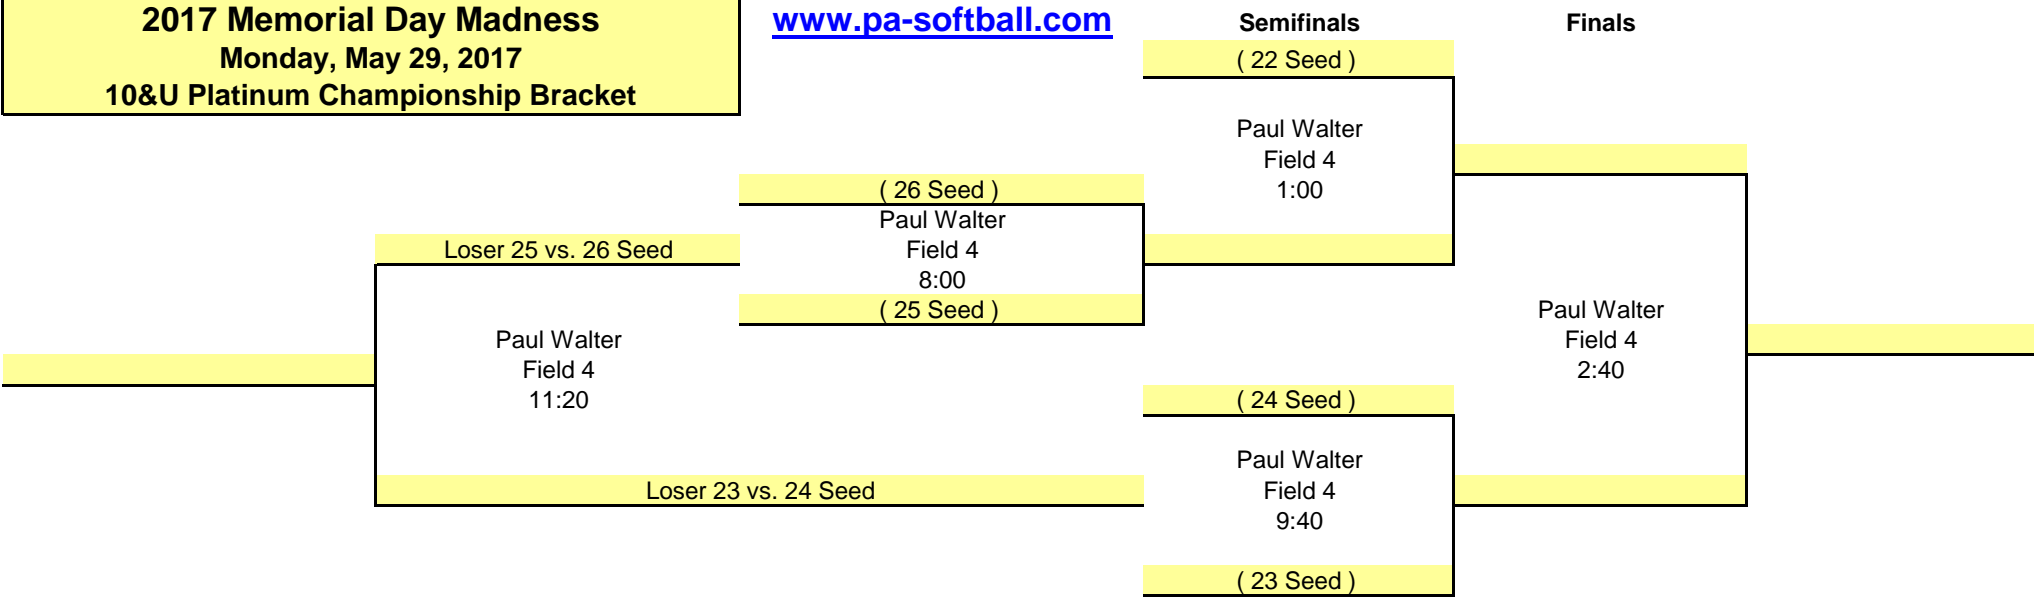 2017 Memorial Day Madness
Monday, May 29, 2017
10&U Platinum Championship Bracket
www.pa-softball.com
Semifinals
Finals
( 22 Seed )
Paul Walter
Field 4
1:00
( 26 Seed )
Paul Walter
Field 4
8:00
( 25 Seed )
Loser 25 vs. 26 Seed
Paul Walter
Field 4
11:20
Loser 23 vs. 24 Seed
Paul Walter
Field 4
2:40
( 24 Seed )
Paul Walter
Field 4
9:40
( 23 Seed )